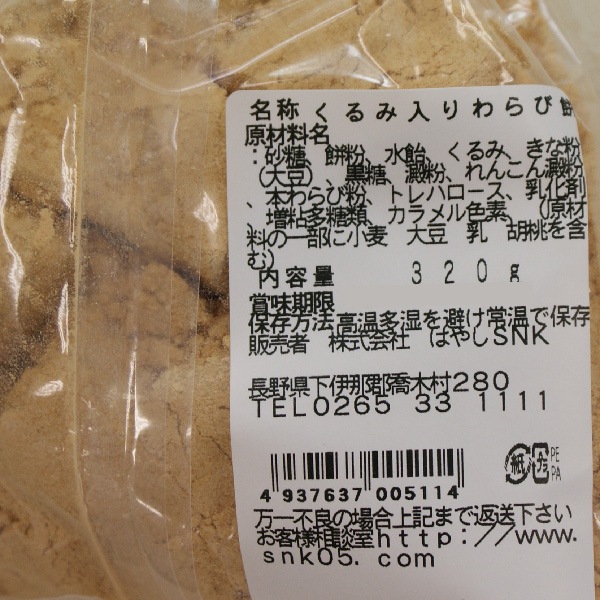 名称 くるみ入りわらび餅
原材料名
：砂糖、餅粉、水飴、くるみ、きな粉
（大豆）、黒糖、澱粉、れんこん澱粉
、本わらび粉、トレハロース、乳化剤
、増粘多糖類、カラメル色素、（原材
料の一部に小麦 大豆 乳 胡桃を含
む）
内容量 320g
賞味期限
保存方法高温多湿を避け常温で保存
販売者 株式会社 はやしSNK
長野県下伊那郡喬木村280
TEL0265 33 1111
4 937637 005114
紙 プラ PE PA
万一不良の場合上記まで返送下さい
お客様相談室http://www.
snk05.com